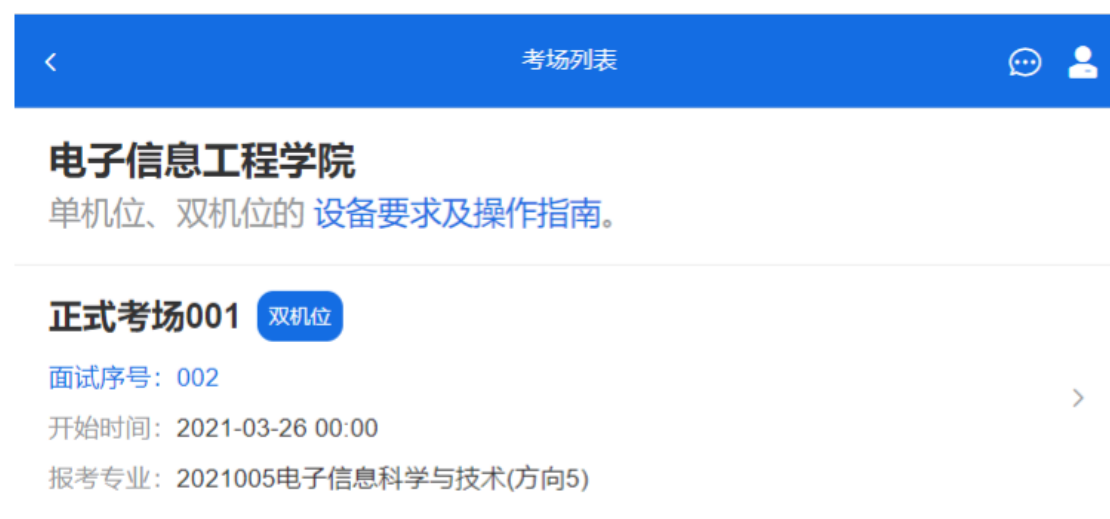 考场列表
电子信息工程学院
单机位、双机位的 设备要求及操作指南。
正式考场001 双机位
面试序号：002
开始时间：2021-03-26 00:00
报考专业：2021005电子信息科学与技术(方向5)